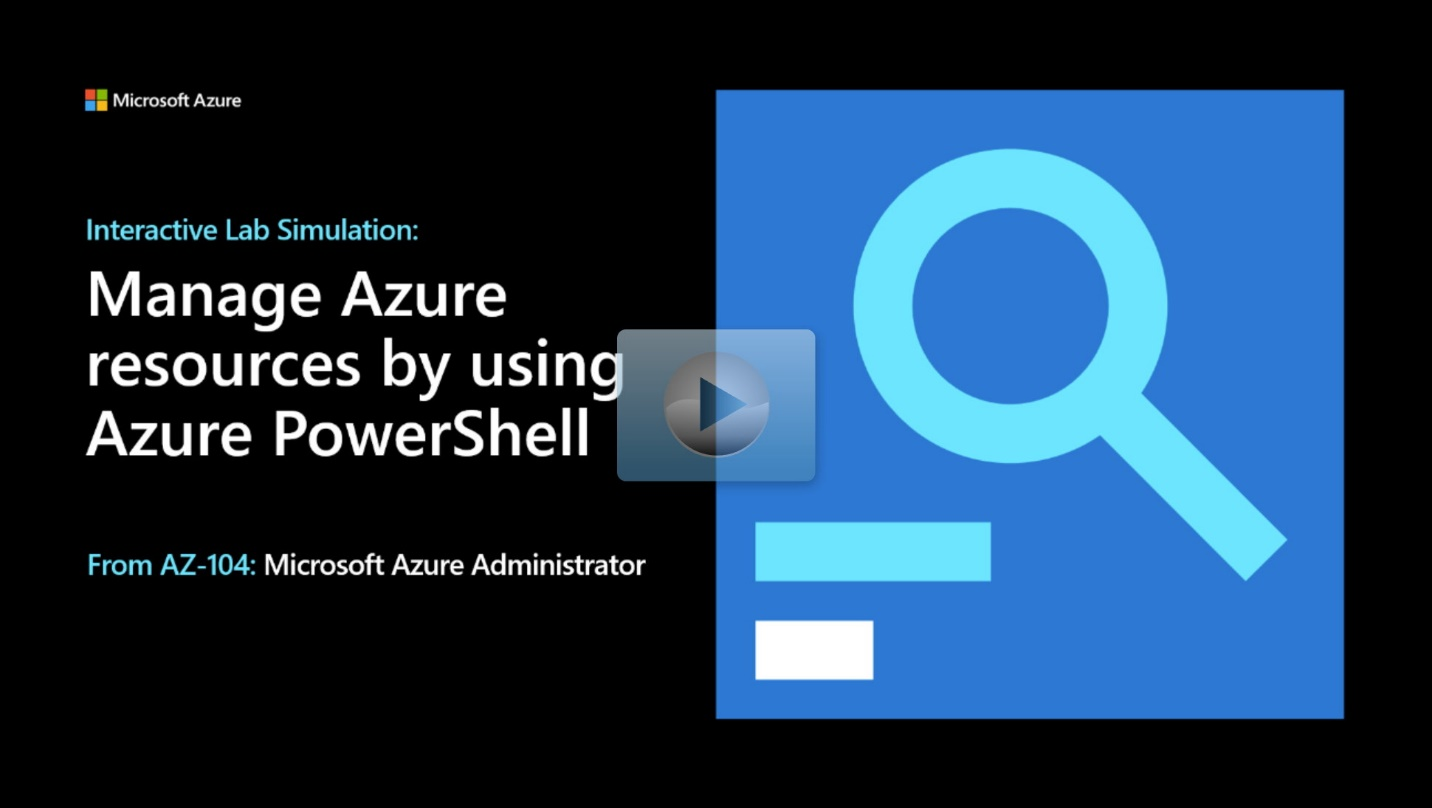 Microsoft Azure
Interactive Lab Simulation:
Manage Azure
resources by using
Azure PowerShell
From AZ-104: Microsoft Azure Administrator